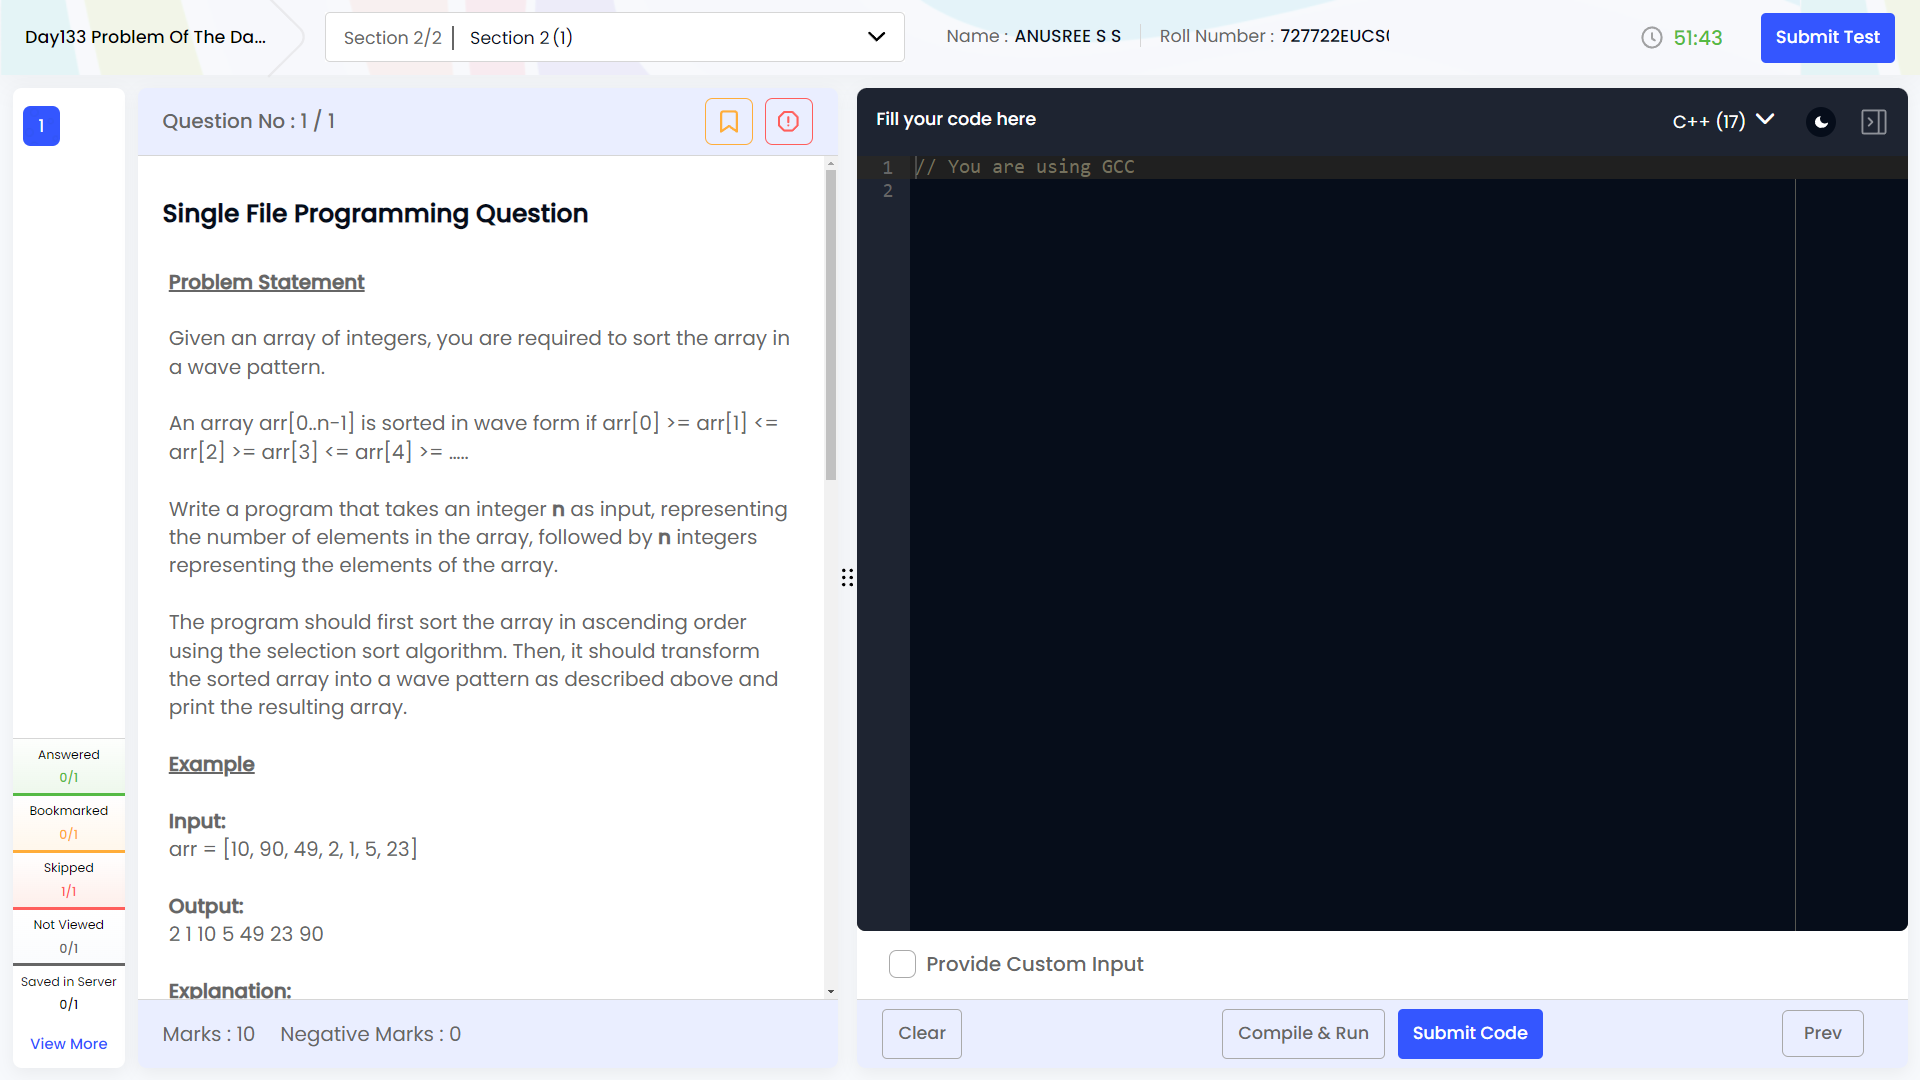 Day133 Problem Of The Da...
Section 2/2
Section 2 (1)
Name : ANUSREE S S
Roll Number : 727722EUCS
51:43
Submit Test
1
Question No : 1 / 1
Single File Programming Question
Problem Statement
Given an array of integers, you are required to sort the array in
a wave pattern.
An array arr[0..n-1] is sorted in wave form if arr[0] >= arr[1] <=
arr[2] >= arr[3] <= arr[4] >= .....
Write a program that takes an integer n as input, representing
the number of elements in the array, followed by n integers
representing the elements of the array.
The program should first sort the array in ascending order
using the selection sort algorithm. Then, it should transform
the sorted array into a wave pattern as described above and
print the resulting array.
Example
Input:
arr = [10, 90, 49, 2, 1, 5, 23]
Output:
2 1 10 5 49 23 90
Explanation:
Marks : 10
Negative Marks : 0
Answered
0/1
Bookmarked
0/1
Skipped
1/1
Not Viewed
0/1
Saved in Server
0/1
View More
Fill your code here
C++ (17)
1
// You are using GCC
2
Provide Custom Input
Clear
Compile & Run
Submit Code
Prev